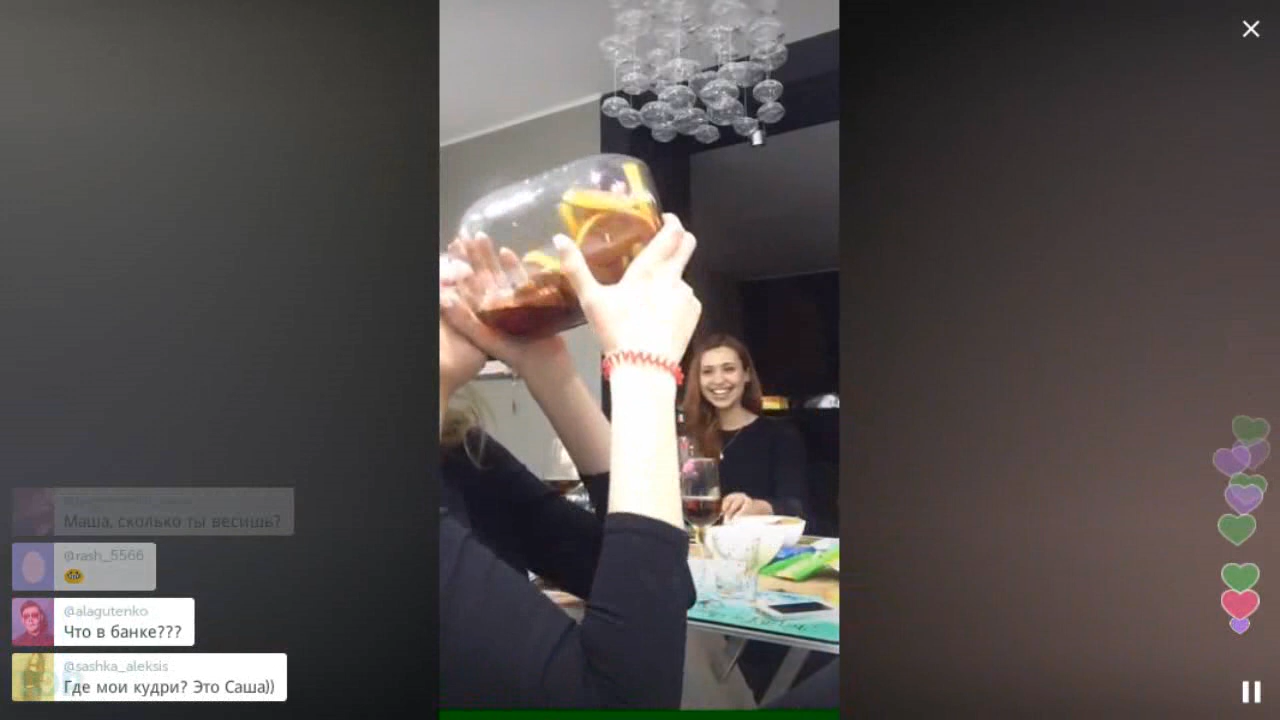 Маша, сколько ты весишь?
@rash_5566
@alagutenko
Что в банке???
@sashka_aleksis
Где мои кудри? Это Саша))